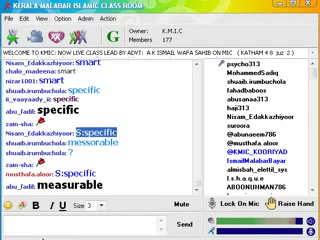 KERALA MALABAR ISLAMIC CLASS ROOM
File Edit View Option Admin Action
Owner: K.M.I.C
Members 177
WELCOME TO KMIC: NOW LIVE CLASS LEAD BY ADVT: A K ISMAIL WAFA SAHIB ON MIC ( KATHAM 48 juz 2 )
Nisam_Edakkazhiyoor: smart
chalo_madeena: smart
nizar1001: smart
shuaib.irumbuchola: specific
ii_vaayaady_ii: specific
abu_fadil: specific
zain-sha:
Nisam_Edakkazhiyoor: S:specific
shuaib.irumbuchola: messorable
shuaib.irumbuchola: ?
zain-sha:
musthafa.aloor: S:specific
abu_fadil: measurable
psycho313
MohammedSadiq
shuaib.irumbuchola
fahadbaboos
abusanaa313
haji313
Nisam_Edakkazhiyoor
suroora
@abunaeem786
@musthafa.aloor
@KMIC_KODRIYAD
IsmailMalabarBayar
almisbah_elettil_sys
I.s.h.a.q.u.e
ABDONUHMAN786
B I U Size 3 Mute
Lock On Mic Raise Hand
Send